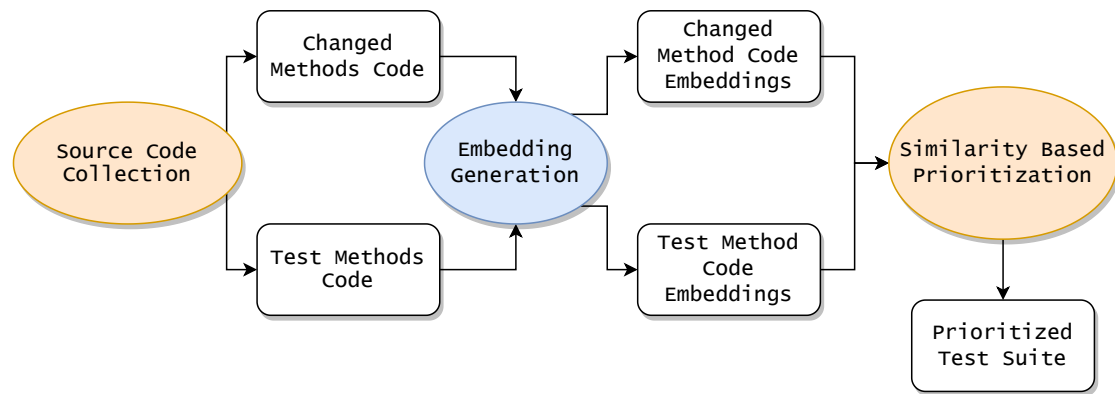 Source Code
Collection
Changed
Methods Code
Test Methods
Code
Embedding
Generation
Changed
Method Code
Embeddings
Test Method
Code
Embeddings
Similarity Based
Prioritization
Prioritized
Test Suite